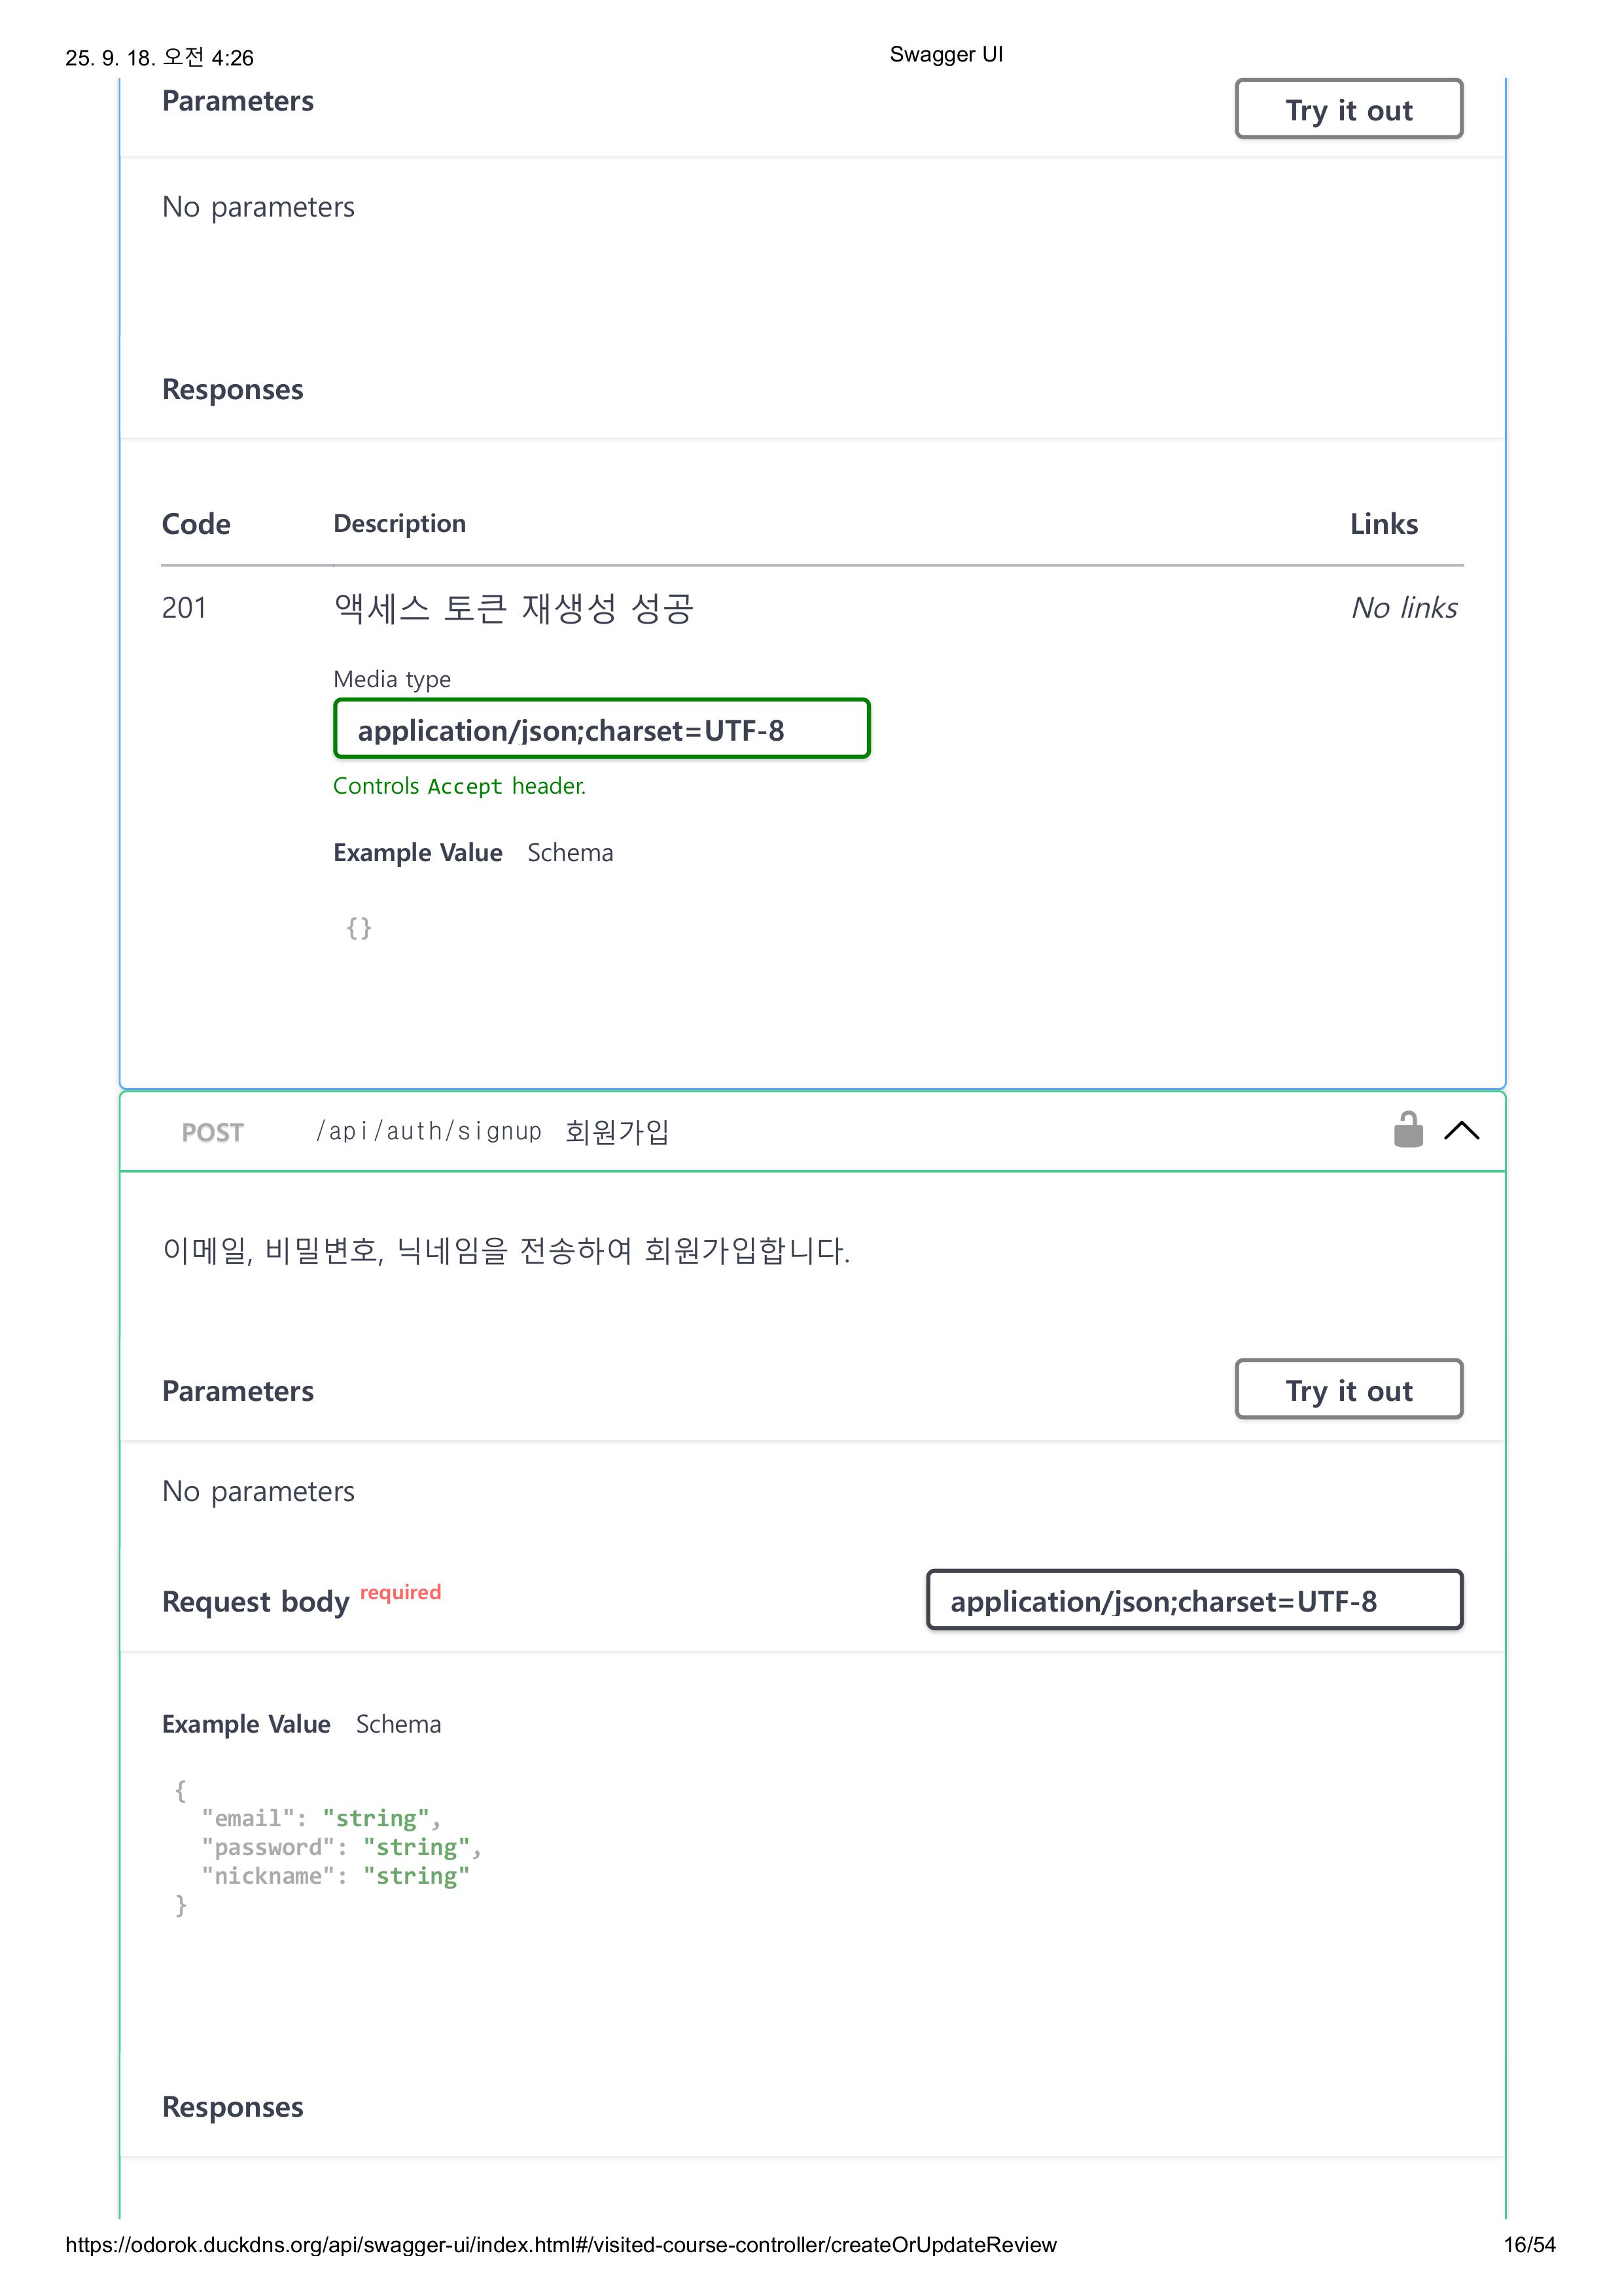 25. 9. 18. 오전 4:26
Swagger UI
Parameters
Try it out
No parameters
Responses
Code Description Links
201 액세스 토큰 재생성 성공 No links
Media type
application/json;charset=UTF-8
Controls Accept header.
Example Value Schema
{}
POST /api/auth/signup 회원가입
이메일, 비밀변호, 닉네임을 전송하여 회원가입합니다.
Parameters
Try it out
No parameters
Request body required
application/json;charset=UTF-8
Example Value Schema
{
"email": "string",
"password": "string",
"nickname": "string"
}
Responses
https://odorok.duckdns.org/api/swagger-ui/index.html#/visited-course-controller/createOrUpdateReview
16/54